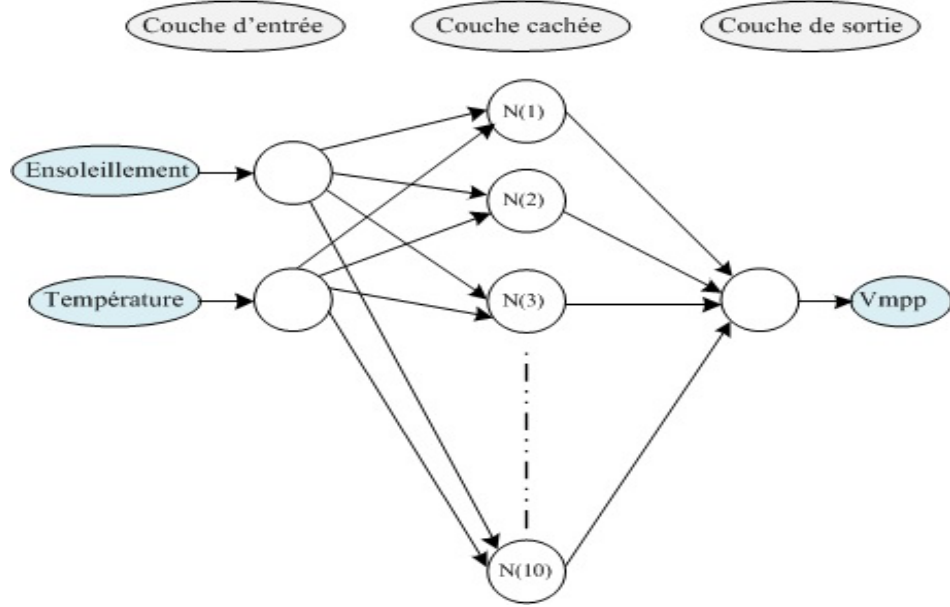 Couche d'entrée
Couche cachée
Couche de sortie
N(1)
Ensoleillement
N(2)
Température
N(3)
Vmpp
N(10)